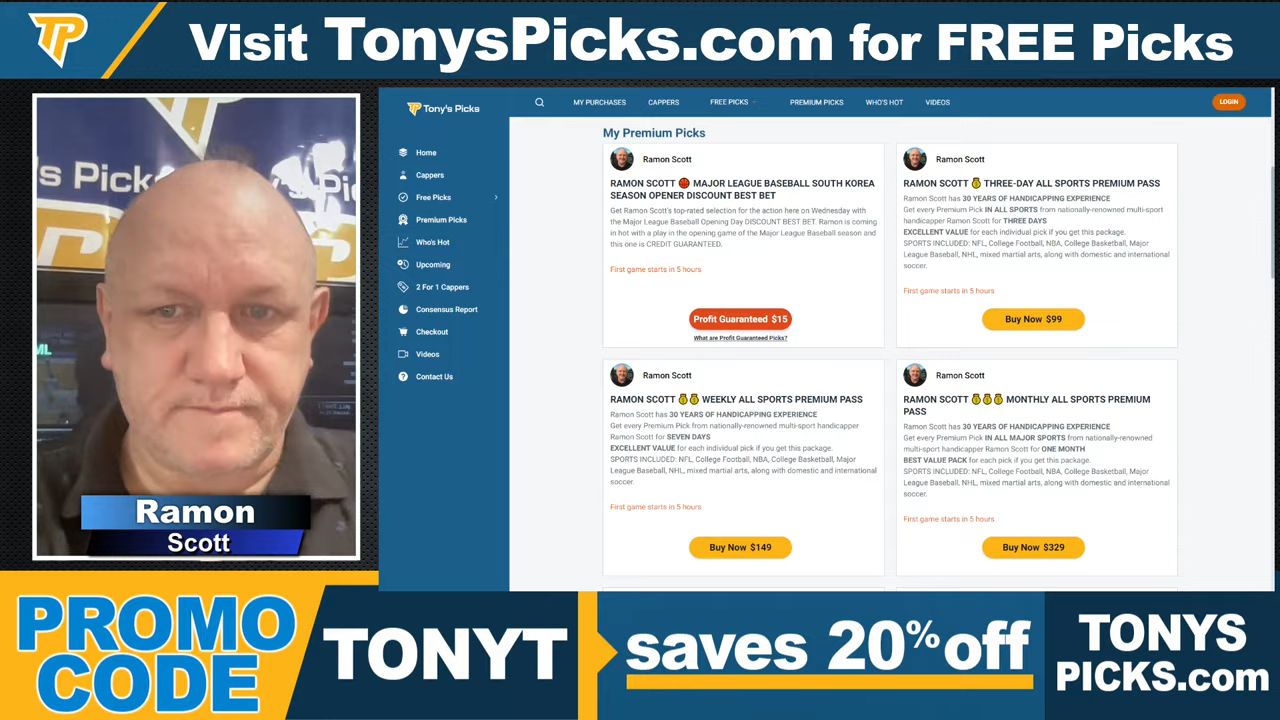 TP
Visit TonysPicks.com for FREE Picks
's Pick
ML
Ramon
Scott
TP Tony's Picks
MY PURCHASES
CAPPERS
FREE PICKS
PREMIUM PICKS
WHO'S HOT
VIDEOS
LOGIN
Home
Cappers
Free Picks
Premium Picks
Who's Hot
Upcoming
2 For 1 Cappers
Consensus Report
Checkout
Videos
Contact Us
My Premium Picks
Ramon Scott
RAMON SCOTT 🏀 MAJOR LEAGUE BASEBALL SOUTH KOREA
SEASON OPENER DISCOUNT BEST BET
Get Ramon Scott's top-rated selection for the action here on Wednesday with
the Major League Baseball Opening Day DISCOUNT BEST BET. Ramon is coming
in hot with a play in the opening game of the Major League Baseball season and
this one is CREDIT GUARANTEED.
First game starts in 5 hours
Profit Guaranteed $15
What are Profit Guaranteed Picks?
Ramon Scott
RAMON SCOTT 💰 THREE-DAY ALL SPORTS PREMIUM PASS
Ramon Scott has 30 YEARS OF HANDICAPPING EXPERIENCE
Get every Premium Pick IN ALL SPORTS from nationally-renowned multi-sport
handicapper Ramon Scott for THREE DAYS
EXCELLENT VALUE for each individual pick if you get this package.
SPORTS INCLUDED: NFL, College Football, NBA, College Basketball, Major
League Baseball, NHL, mixed martial arts, along with domestic and international
soccer.
First game starts in 5 hours
Buy Now $99
Ramon Scott
RAMON SCOTT 💰💰 WEEKLY ALL SPORTS PREMIUM PASS
Ramon Scott has 30 YEARS OF HANDICAPPING EXPERIENCE
Get every Premium Pick from nationally-renowned multi-sport handicapper
Ramon Scott for SEVEN DAYS
EXCELLENT VALUE for each individual pick if you get this package.
SPORTS INCLUDED: NFL, College Football, NBA, College Basketball, Major
League Baseball, NHL, mixed martial arts, along with domestic and international
soccer.
First game starts in 5 hours
Buy Now $149
Ramon Scott
RAMON SCOTT 💰💰💰 MONTHLY ALL SPORTS PREMIUM
PASS
Ramon Scott has 30 YEARS OF HANDICAPPING EXPERIENCE
Get every Premium Pick IN ALL MAJOR SPORTS from nationally-renowned
multi-sport handicapper Ramon Scott for ONE MONTH
BEST VALUE PACK for each pick if you get this package.
SPORTS INCLUDED: NFL, College Football, NBA, College Basketball, Major
League Baseball, NHL, mixed martial arts, along with domestic and international
soccer.
First game starts in 5 hours
Buy Now $329
PROMO
CODE
TONYT
saves 20% off
TONYS
PICKS.com